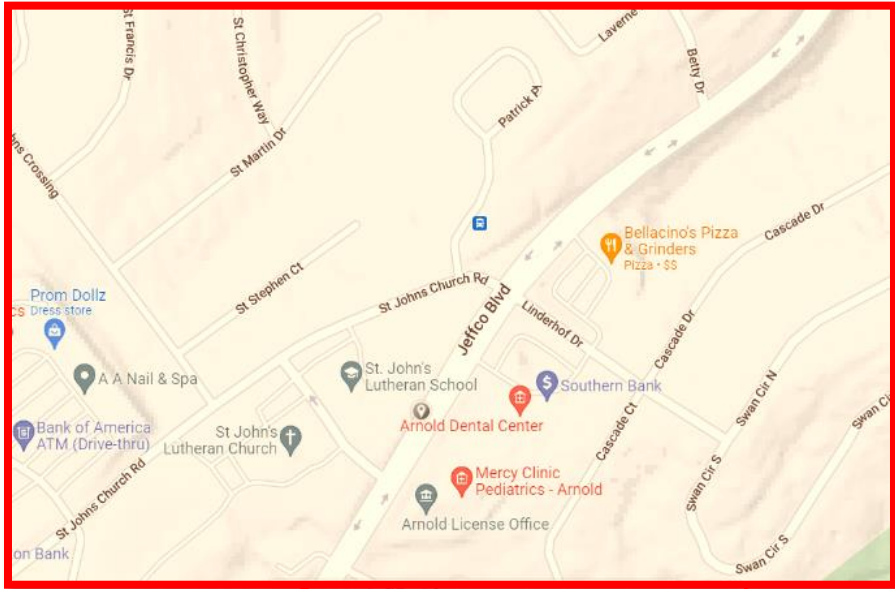 St Francis Dr
St Christopher Way
Laverne
Betty Dr
Patrick Pl
hns Crossing
St Martin Dr
Cascade Dr
Bellacino's Pizza
& Grinders
Pizza • $$
St Stephen Ct
St Johns Church Rd
Jeffco Blvd
Linderhof Dr
Prom Dollz
cs Dress store
Cascade Dr
A A Nail & Spa
St. John's
Lutheran School
Southern Bank
Swan Cir N
Swan Ci
Bank of America
ATM (Drive-thru)
St John's
Lutheran Church
Arnold Dental Center
Cascade Ct
Swan Cir S
Mercy Clinic
Pediatrics - Arnold
St Johns Church Rd
Arnold License Office
on Bank
Swan Cir S